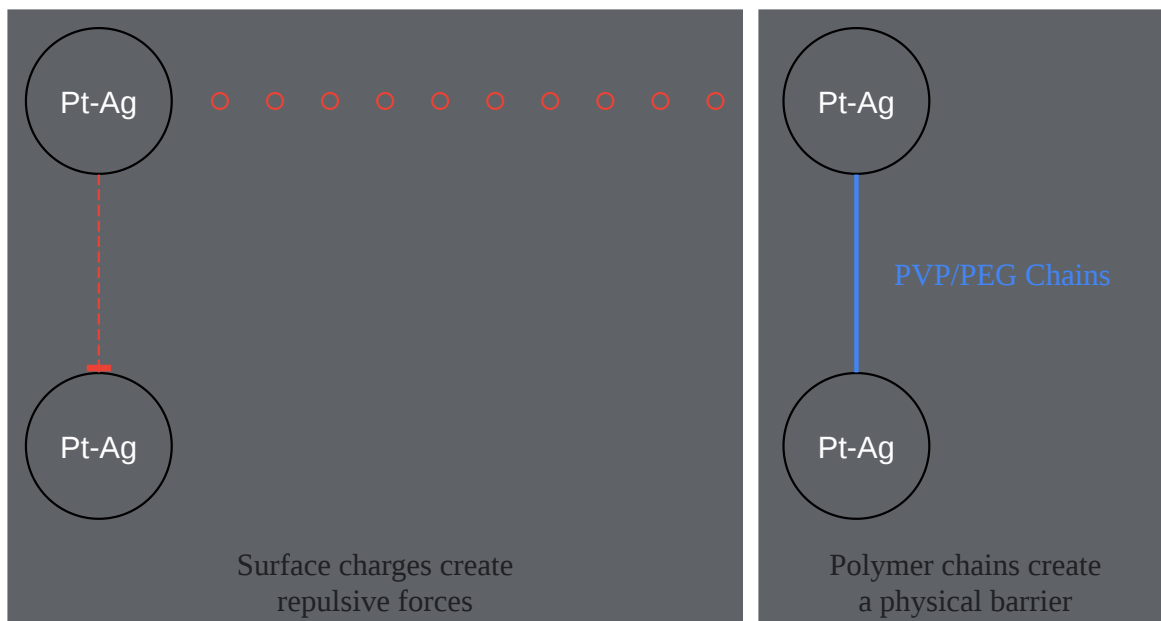 Pt-Ag
Pt-Ag
Surface charges create
repulsive forces
Pt-Ag
PVP/PEG Chains
Pt-Ag
Polymer chains create
a physical barrier